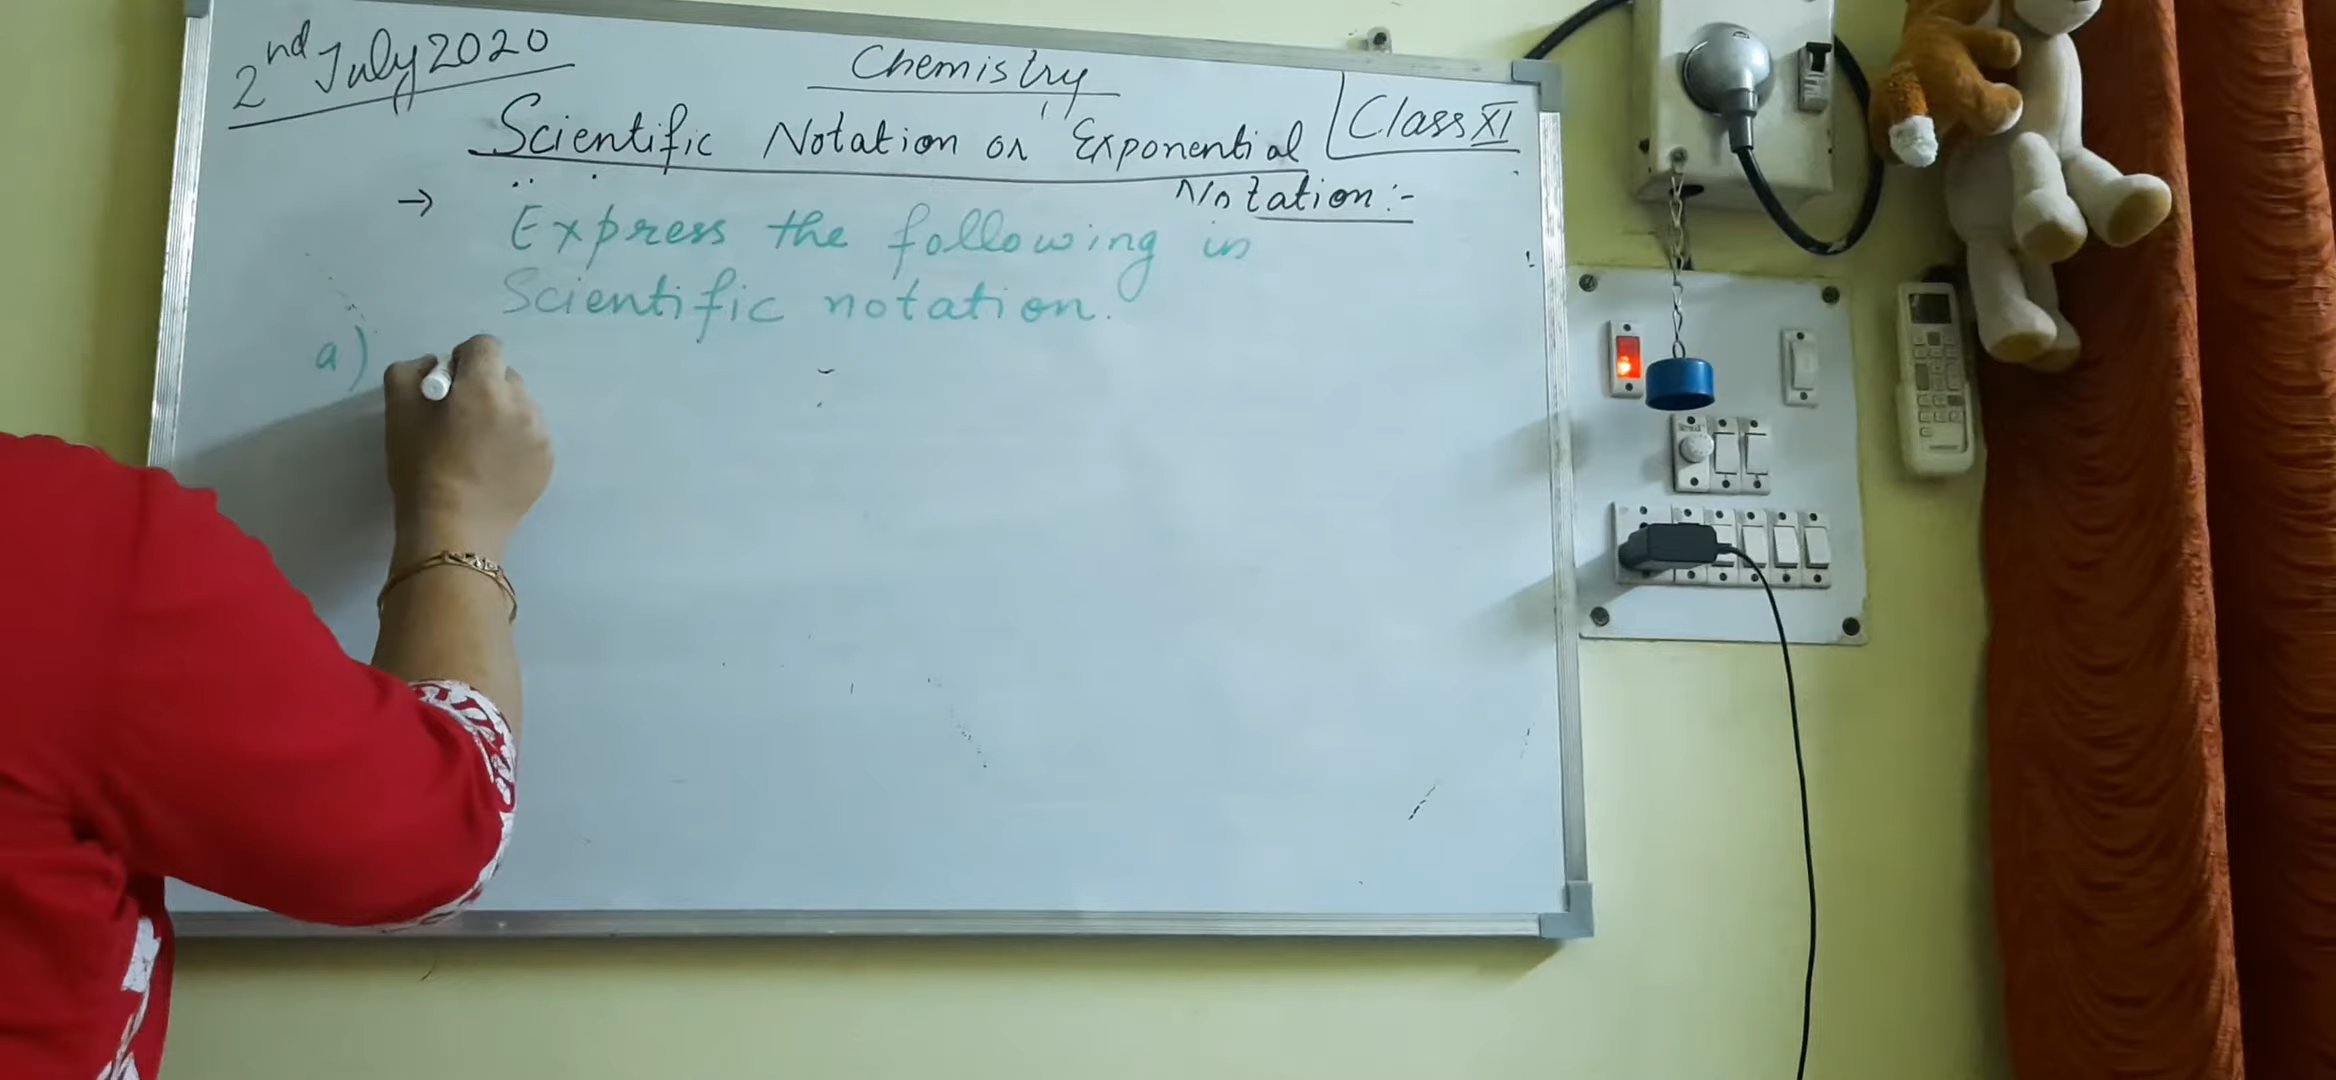 2nd July 2020
Chemistry
Class XI
Scientific Notation or Exponential
Notation :-
→ Express the following in
Scientific notation.
a)